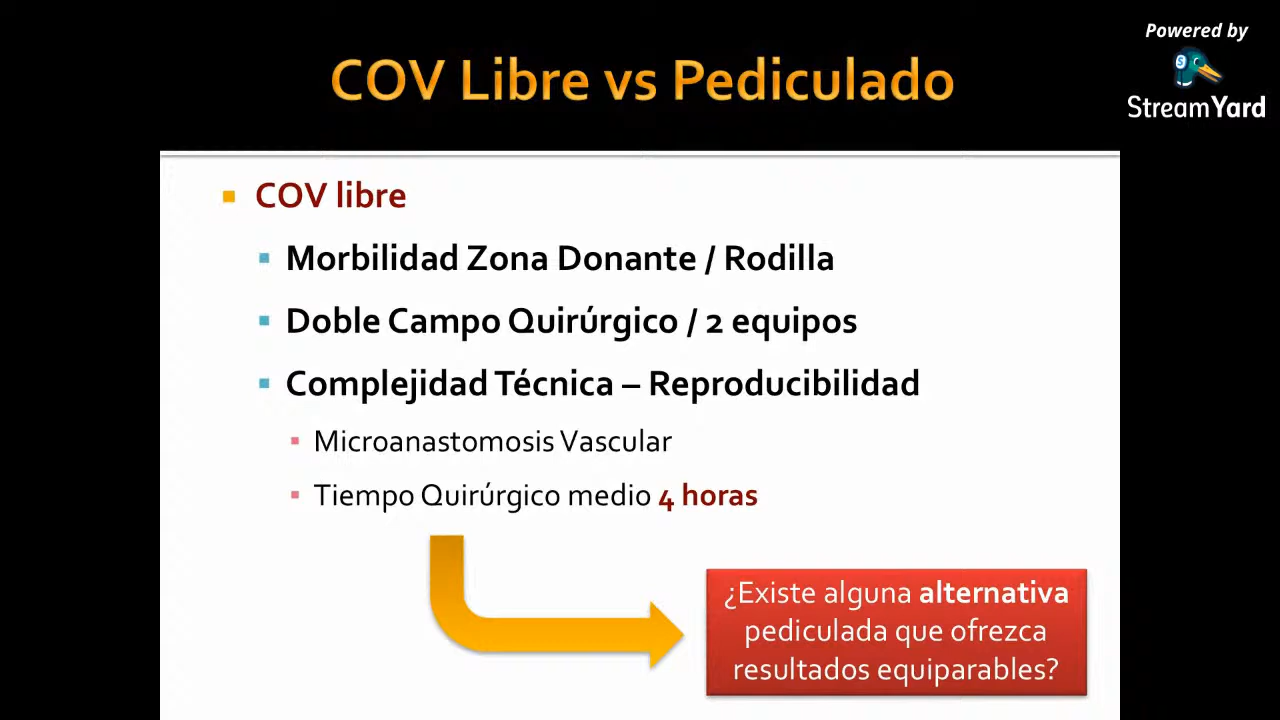 Powered by
StreamYard
COV Libre vs Pediculado
COV libre
Morbilidad Zona Donante / Rodilla
Doble Campo Quirúrgico / 2 equipos
Complejidad Técnica – Reproducibilidad
Microanastomosis Vascular
Tiempo Quirúrgico medio 4 horas
¿Existe alguna alternativa
pediculada que ofrezca
resultados equiparables?